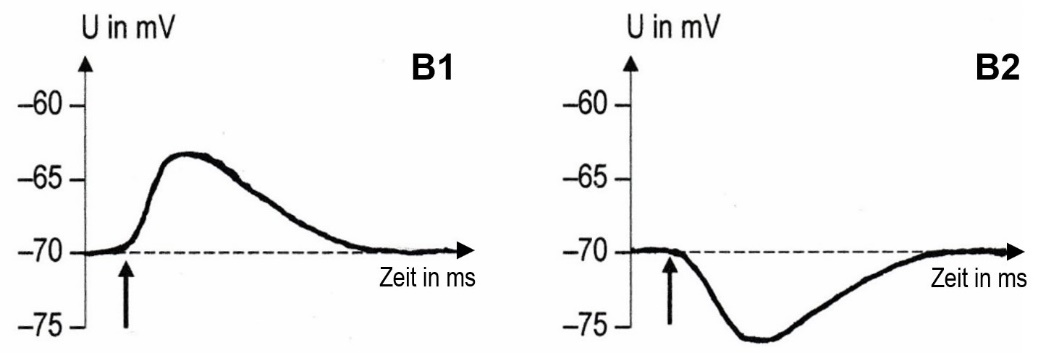 U in mV
B1
–60
–65
–70
–75
Zeit in ms
U in mV
B2
–60
–65
–70
–75
Zeit in ms